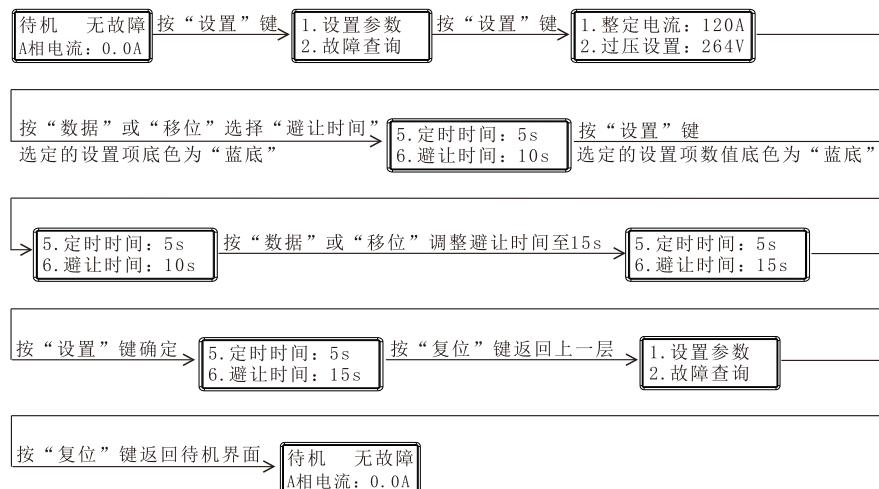 待机 无故障
A相电流：0.0A
按“设置”键
1.设置参数
2.故障查询
按“设置”键
1.整定电流：120A
2.过压设置：264V
按“数据”或“移位”选择“避让时间”
选定的设置项底色为“蓝底”
5.定时时间：5s
6.避让时间：10s
按“设置”键
选定的设置项数值底色为“蓝底”
5.定时时间：5s
6.避让时间：10s
按“数据”或“移位”调整避让时间至15s
5.定时时间：5s
6.避让时间：15s
按“设置”键确定
5.定时时间：5s
6.避让时间：15s
按“复位”键返回上一层
1.设置参数
2.故障查询
按“复位”键返回待机界面
待机 无故障
A相电流：0.0A